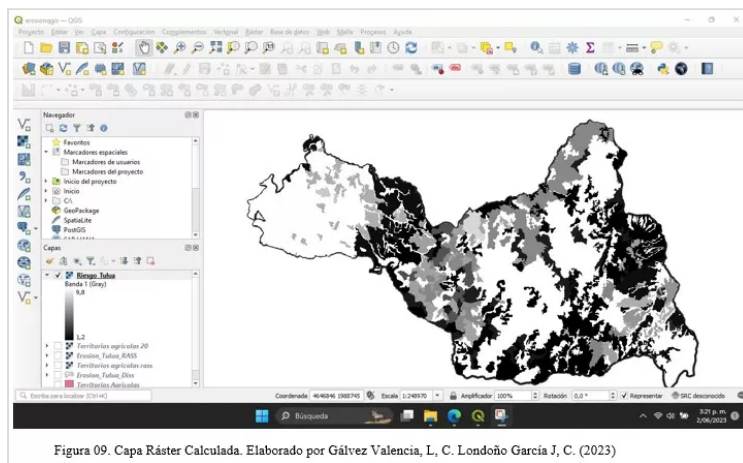 erosionqgis — QGIS
Proyecto Editar Ver Capa Configuración Complementos Vectorial Ráster Base de datos Web Malla Procesos Ayuda
Navegador
Favoritos
Marcadores espaciales
Marcadores de usuarios
Marcadores del proyecto
Inicio del proyecto
Inicio
C:\
GeoPackage
SpatiaLite
PostGIS
Capas
Riesgo_Tulua
Banda 1 (Gray)
9,8
1,2
Territorios agrícolas 20
Erosion_Tulua_RASS
Territorios agricolas rass
Erosion_Tulua_Diss
Territorios Agricolas
Escriba para localizar (Ctrl+K)
Coordenada 4646846 1988745 Escala 1:248970 Amplificador 100% Rotación 0,0 ° Representar SRC desconocido
Búsqueda
3:21 p. m.
2/06/2023
Figura 09. Capa Ráster Calculada. Elaborado por Gálvez Valencia, L, C. Londoño García J, C. (2023)